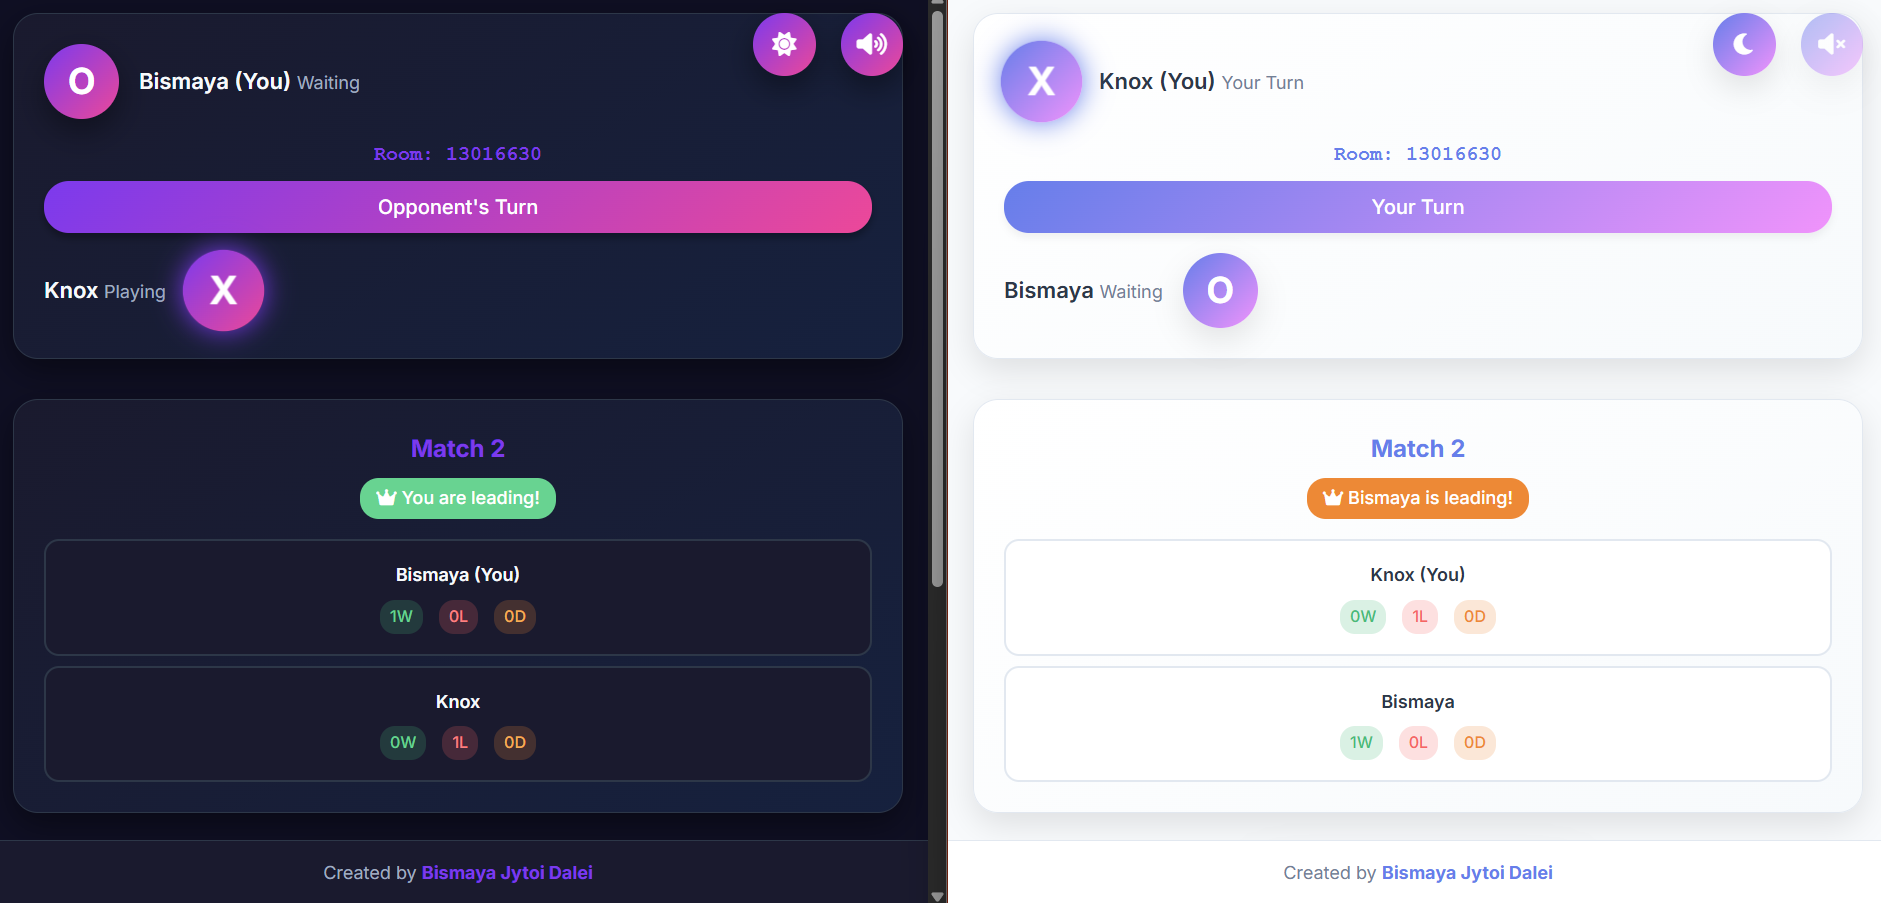 O
Bismaya (You) Waiting
Room: 13016630
Opponent's Turn
Knox Playing
X
Match 2
You are leading!
Bismaya (You)
1W 0L 0D
Knox
0W 1L 0D
Created by Bismaya Jytoi Dalei
X
Knox (You) Your Turn
Room: 13016630
Your Turn
Bismaya Waiting
O
Match 2
Bismaya is leading!
Knox (You)
0W 1L 0D
Bismaya
1W 0L 0D
Created by Bismaya Jytoi Dalei